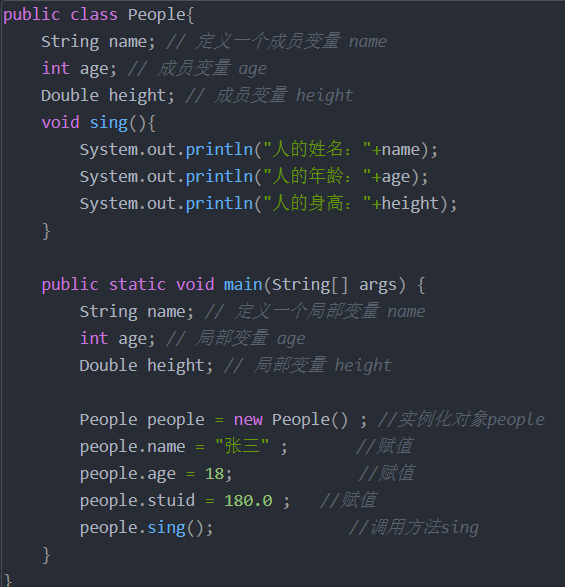 public class People{
    String name; // 定义一个成员变量 name
    int age; // 成员变量 age
    Double height; // 成员变量 height
    void sing(){
        System.out.println("人的姓名："+name);
        System.out.println("人的年龄："+age);
        System.out.println("人的身高："+height);
    }

    public static void main(String[] args) {
        String name; // 定义一个局部变量 name
        int age; // 局部变量 age
        Double height; // 局部变量 height

        People people = new People() ; //实例化对象people
        people.name = "张三" ;       //赋值
        people.age = 18;             //赋值
        people.stuid = 180.0 ;   //赋值
        people.sing();              //调用方法sing
    }
}